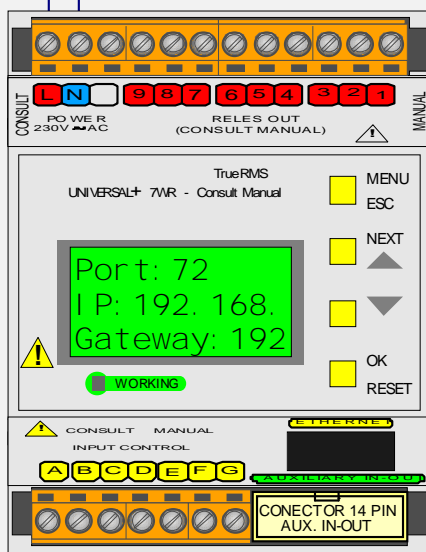 CONSULT
MANUAL
L N 9 8 7 6 5 4 3 2 1
POWER
230V AC
RELES OUT
(CONSULT MANUAL)
TrueRMS
UNIVERSAL+ 7WR - Consult Manual
MENU
ESC
NEXT
Port: 72
IP: 192.168.
Gateway: 192
WORKING
OK
RESET
CONSULT MANUAL
INPUT CONTROL
A B C D E F G
ETHERNET
AUXILIARY IN-OU
CONECTOR 14 PIN
AUX. IN-OUT